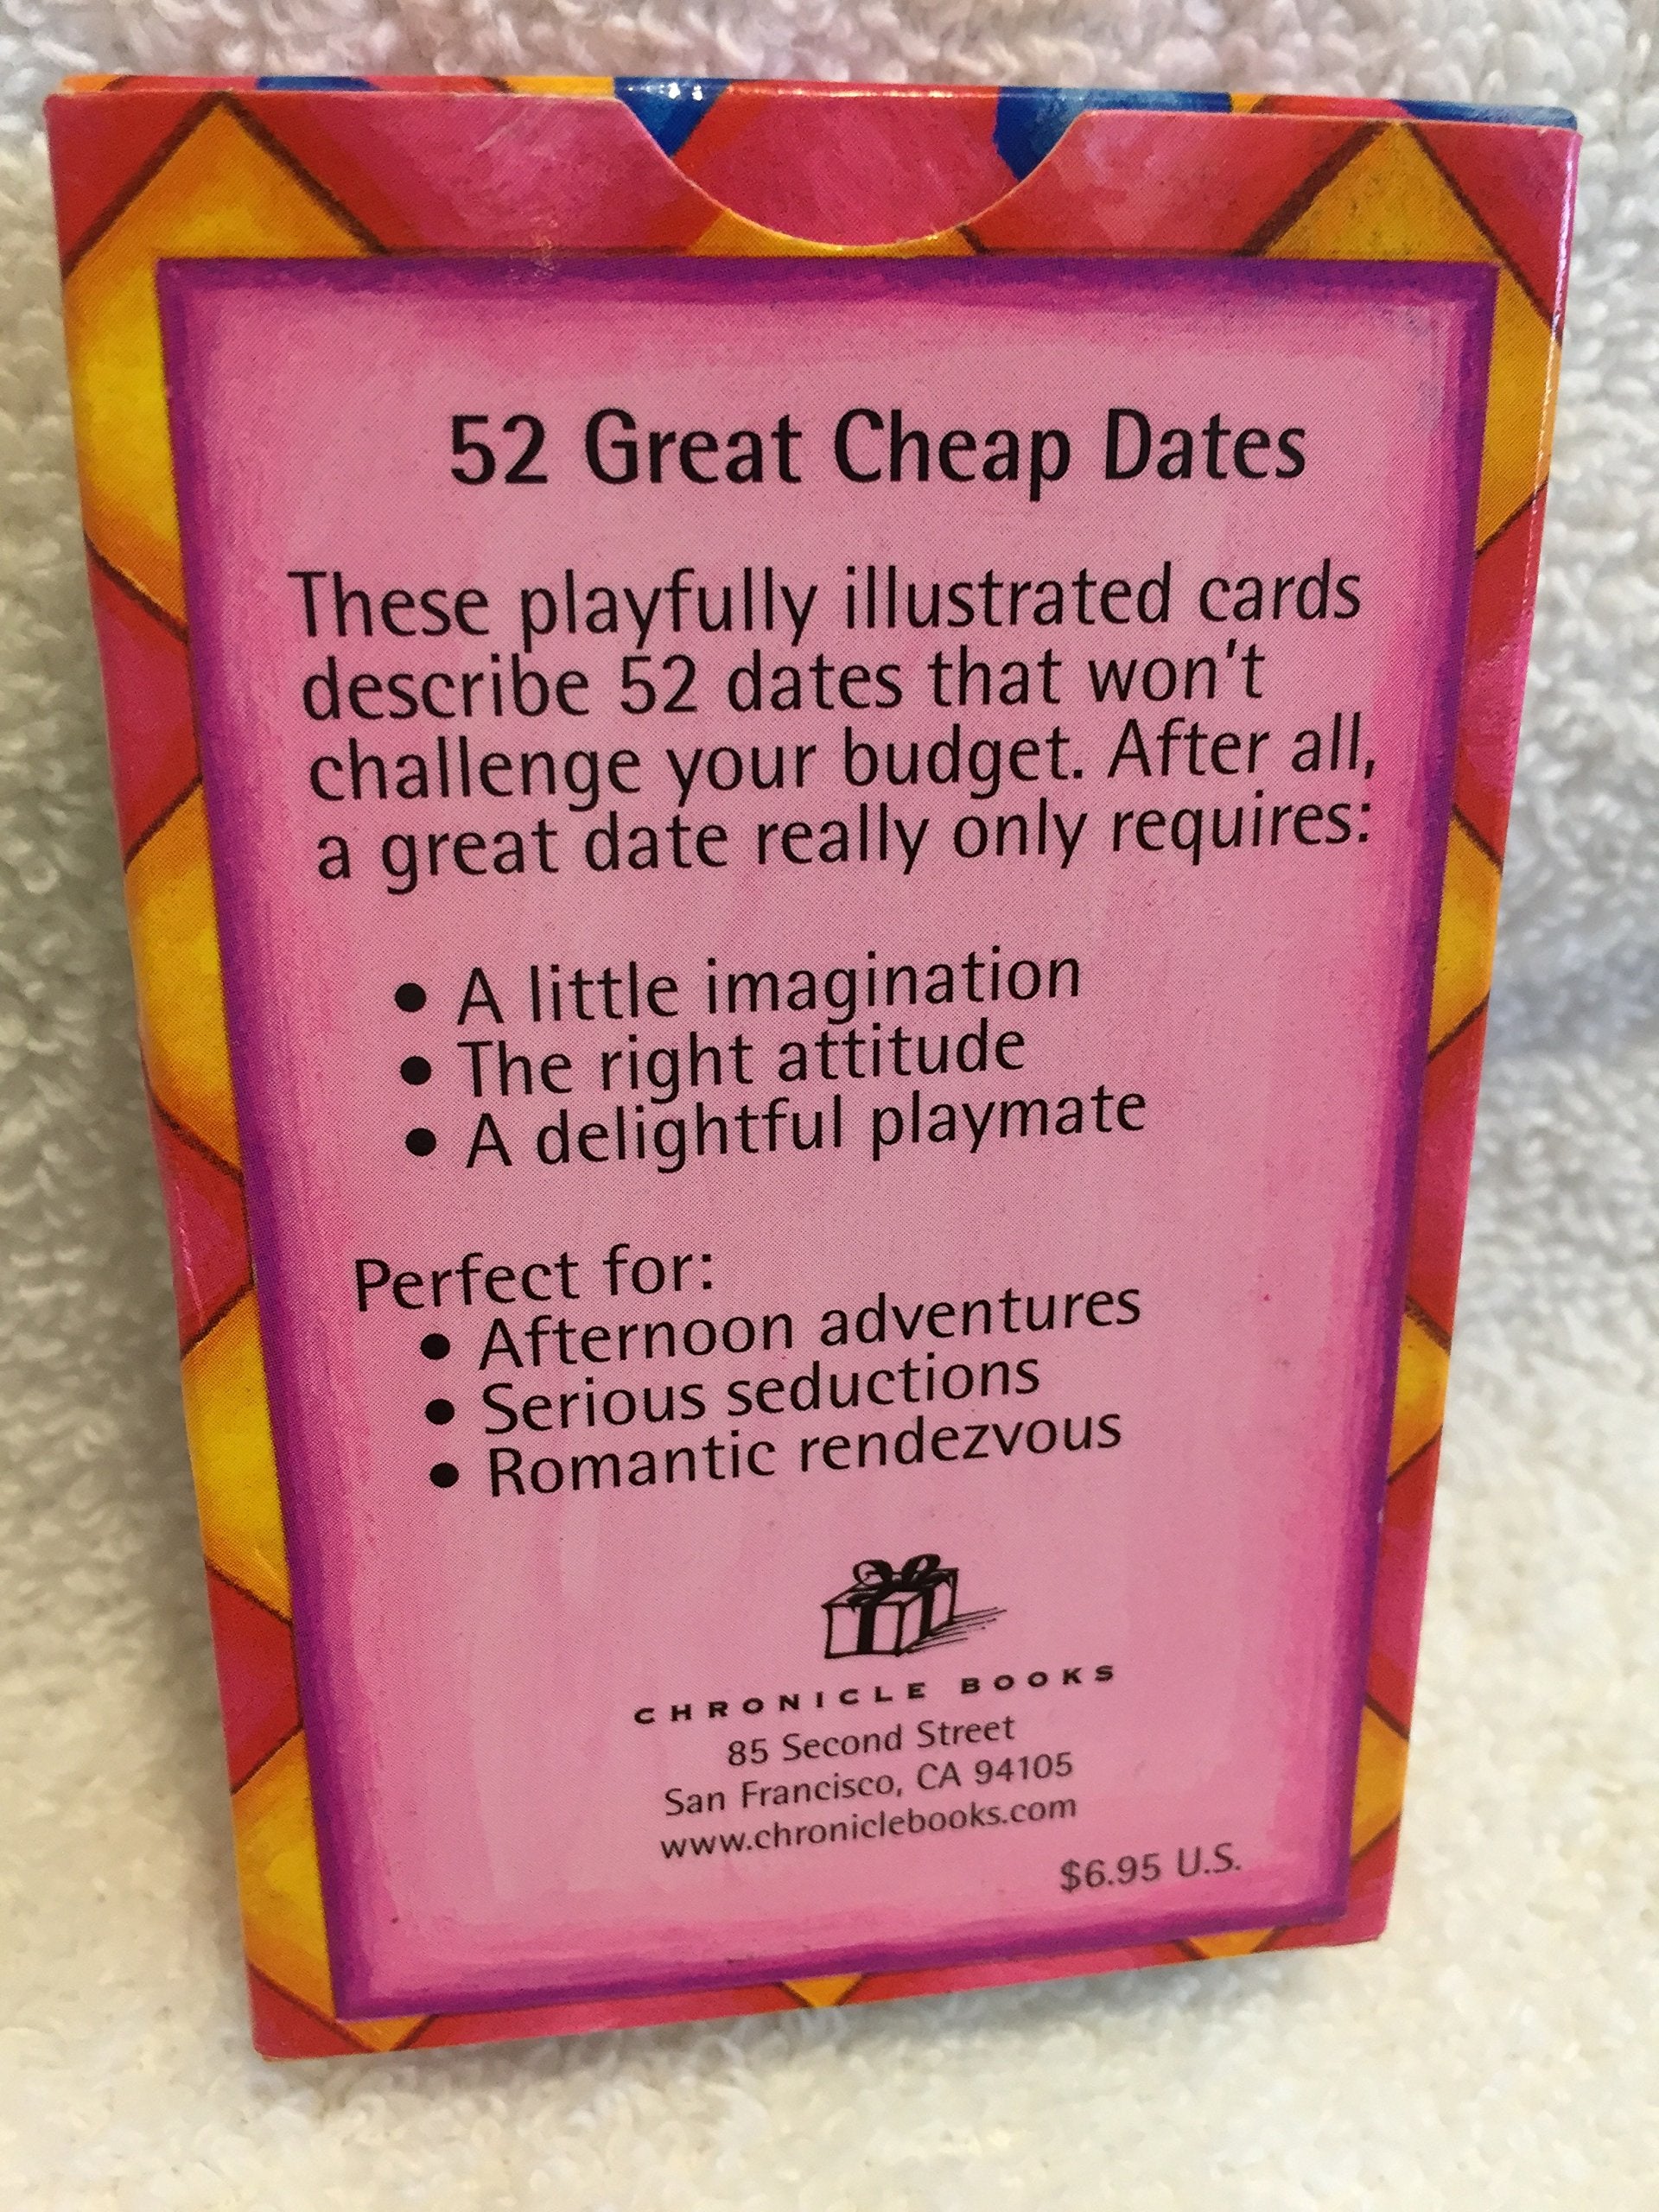 52 Great Cheap Dates
These playfully illustrated cards
describe 52 dates that won't
challenge your budget. After all,
a great date really only requires:
• A little imagination
• The right attitude
• A delightful playmate
Perfect for:
• Afternoon adventures
• Serious seductions
• Romantic rendezvous
CHRONICLE BOOKS
85 Second Street
San Francisco, CA 94105
www.chroniclebooks.com
$6.95 U.S.